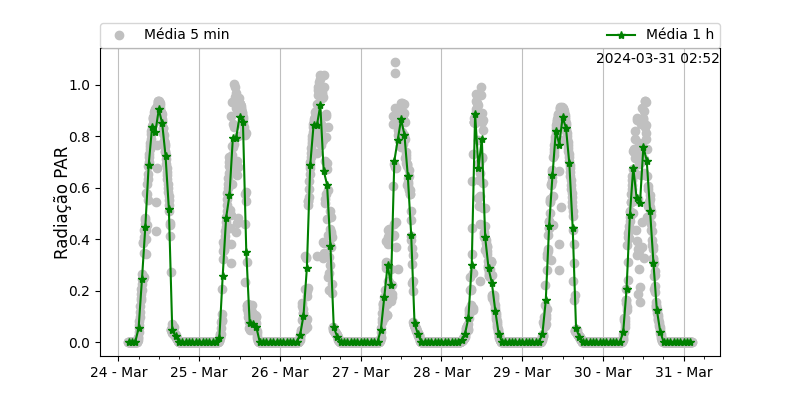 Média 5 min
Média 1 h
2024-03-31 02:52
Radiação PAR
1.0
0.8
0.6
0.4
0.2
0.0
24 - Mar
25 - Mar
26 - Mar
27 - Mar
28 - Mar
29 - Mar
30 - Mar
31 - Mar